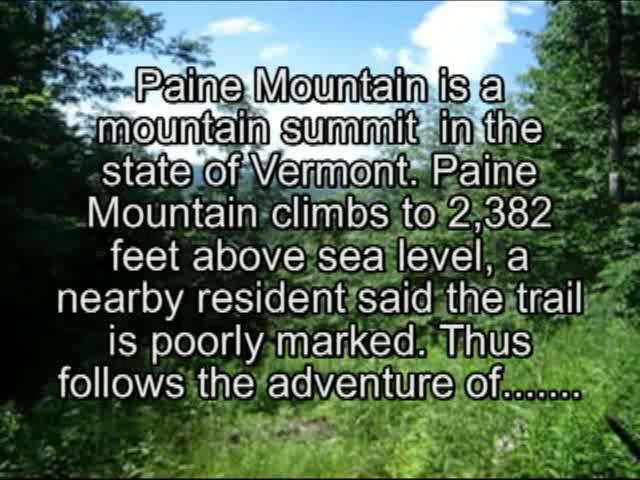 Paine Mountain is a
mountain summit in the
state of Vermont. Paine
Mountain climbs to 2,382
feet above sea level, a
nearby resident said the trail
is poorly marked. Thus
follows the adventure of.......